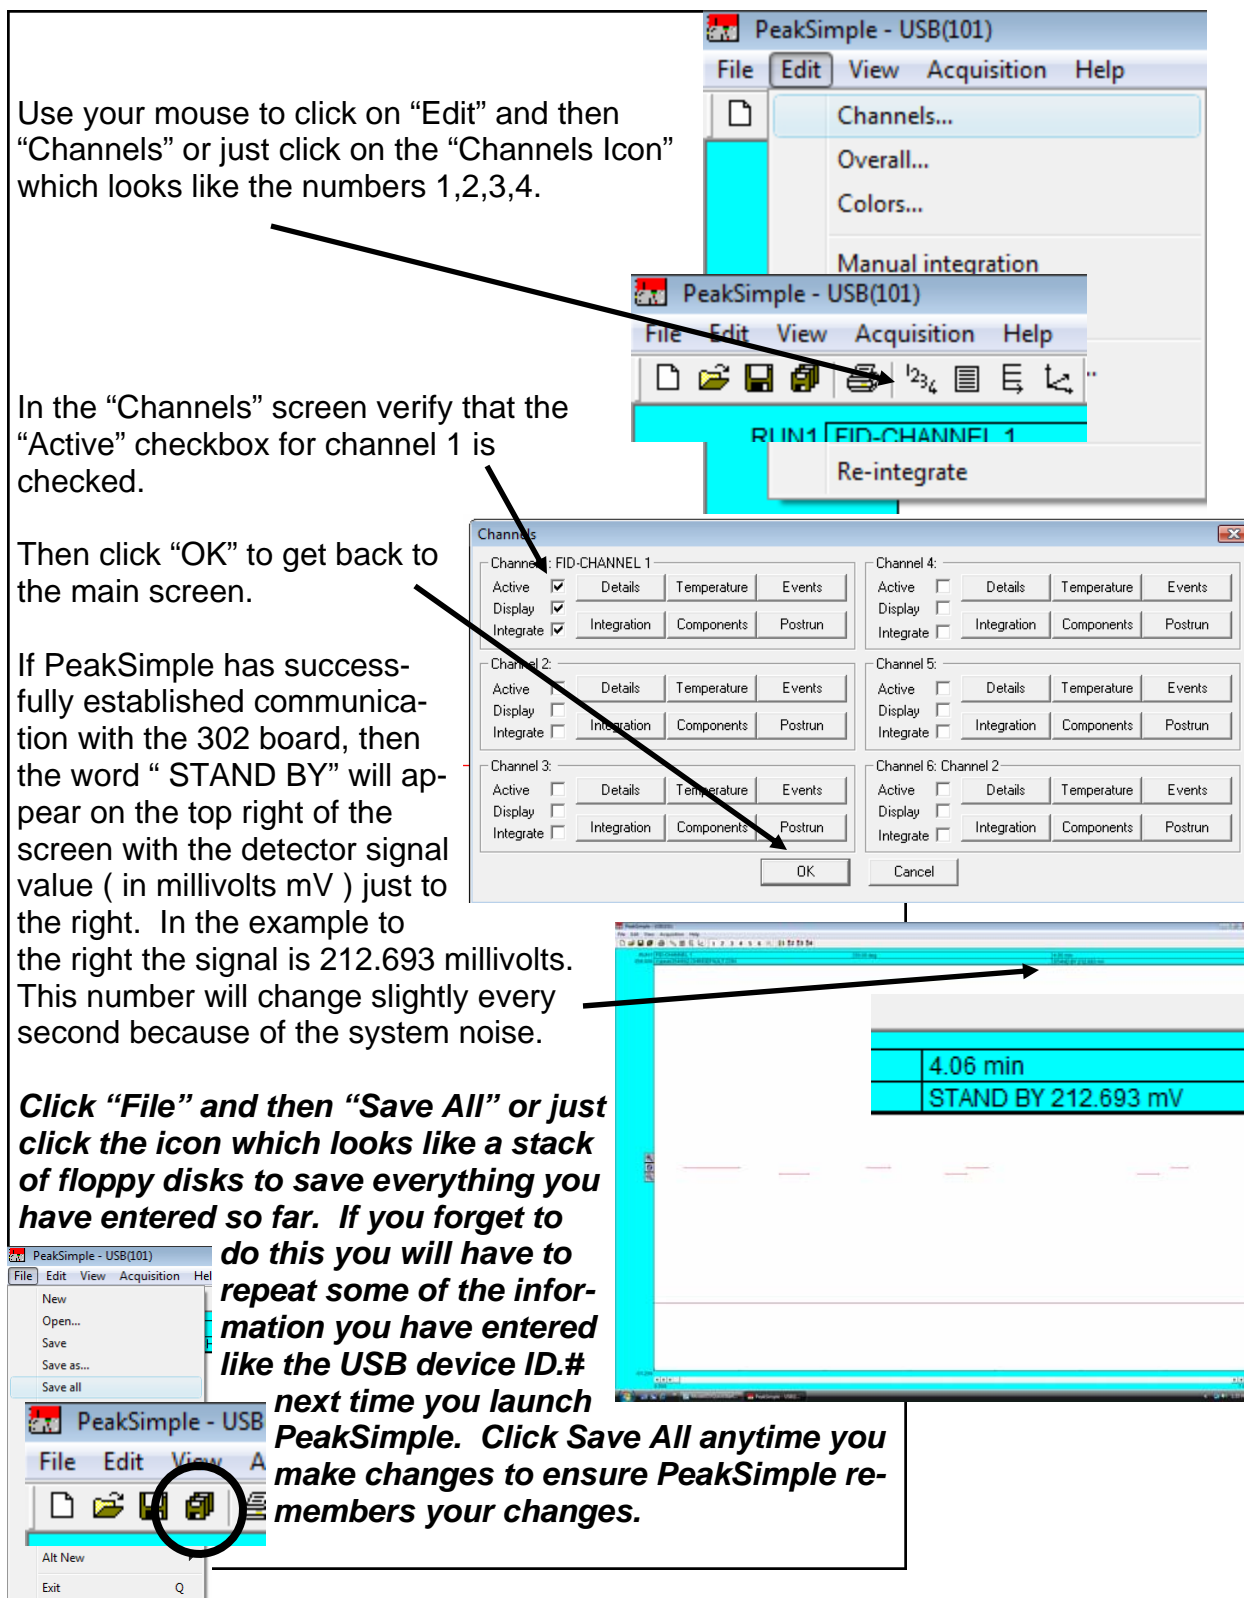 PeakSimple - USB(101)
File Edit View Acquisition Help
Channels...
Overall...
Colors...
Manual integration
Re-integrate
Use your mouse to click on “Edit” and then
“Channels” or just click on the “Channels Icon”
which looks like the numbers 1,2,3,4.
PeakSimple - USB(101)
File Edit View Acquisition Help
1234
RUN1 FID-CHANNEL 1
In the “Channels” screen verify that the
“Active” checkbox for channel 1 is
checked.
Then click “OK” to get back to
the main screen.
If PeakSimple has success-
fully established communica-
tion with the 302 board, then
the word “ STAND BY” will ap-
pear on the top right of the
screen with the detector signal
value ( in millivolts mV ) just to
the right.  In the example to
the right the signal is 212.693 millivolts.
This number will change slightly every
second because of the system noise.
Channels
Channel 1: FID-CHANNEL 1
Active Details Temperature Events
Display
Integrate Integration Components Postrun
Channel 4:
Active Details Temperature Events
Display
Integrate Integration Components Postrun
Channel 2:
Active Details Temperature Events
Display
Integrate Integration Components Postrun
Channel 5:
Active Details Temperature Events
Display
Integrate Integration Components Postrun
Channel 3:
Active Details Temperature Events
Display
Integrate Integration Components Postrun
Channel 6: Channel 2
Active Details Temperature Events
Display
Integrate Integration Components Postrun
OK Cancel
4.06 min
STAND BY 212.693 mV
Click “File” and then “Save All” or just
click the icon which looks like a stack
of floppy disks to save everything you
have entered so far.  If you forget to
do this you will have to
repeat some of the infor-
mation you have entered
like the USB device ID.#
next time you launch
PeakSimple.  Click Save All anytime you
make changes to ensure PeakSimple re-
members your changes.
PeakSimple - USB(101)
File Edit View Acquisition Hel
New
Open...
Save
Save as...
Save all
PeakSimple - USB
File Edit View A
Alt New
Exit Q